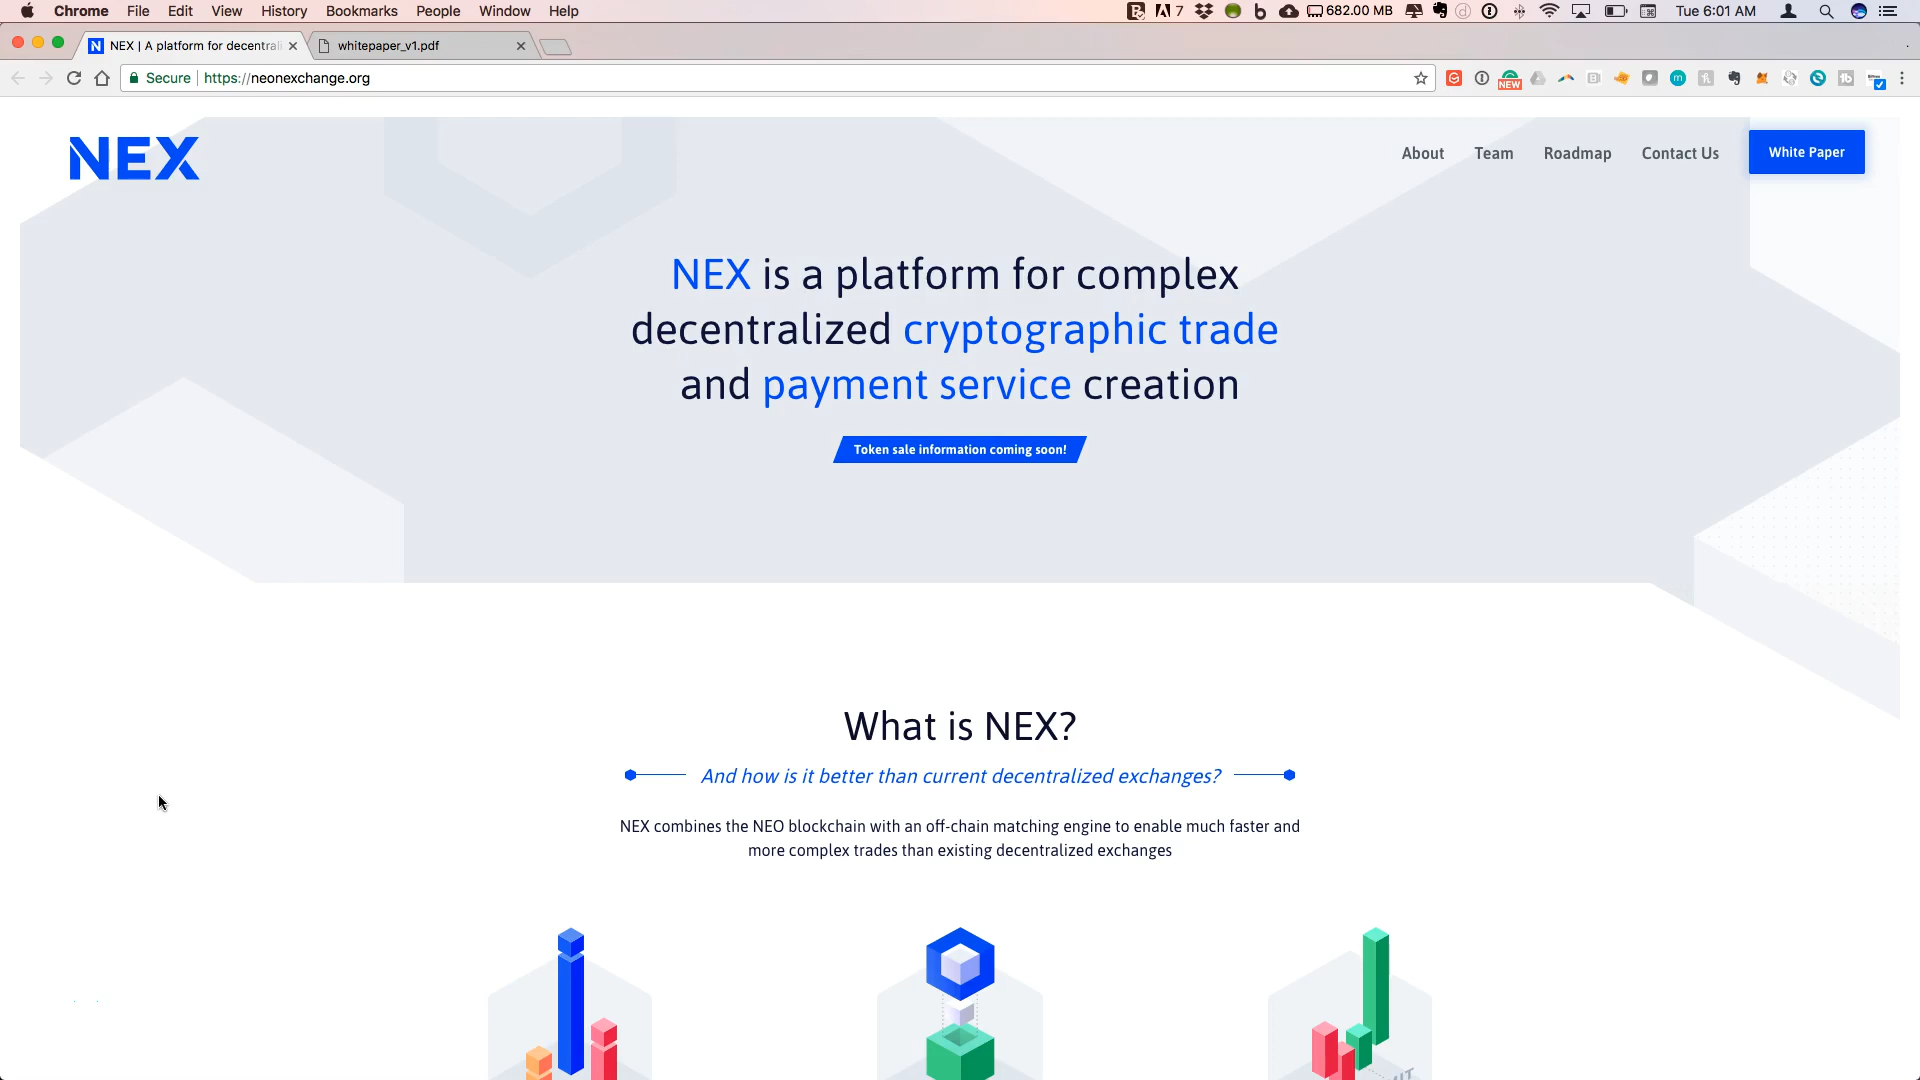 Chrome File Edit View History Bookmarks People Window Help
7 682.00 MB Tue 6:01 AM
NEX | A platform for decentrali
whitepaper_v1.pdf
Secure https://neonexchange.org
NEW
NEX
About Team Roadmap Contact Us White Paper
NEX is a platform for complex
decentralized cryptographic trade
and payment service creation
Token sale information coming soon!
What is NEX?
And how is it better than current decentralized exchanges?
NEX combines the NEO blockchain with an off-chain matching engine to enable much faster and
more complex trades than existing decentralized exchanges